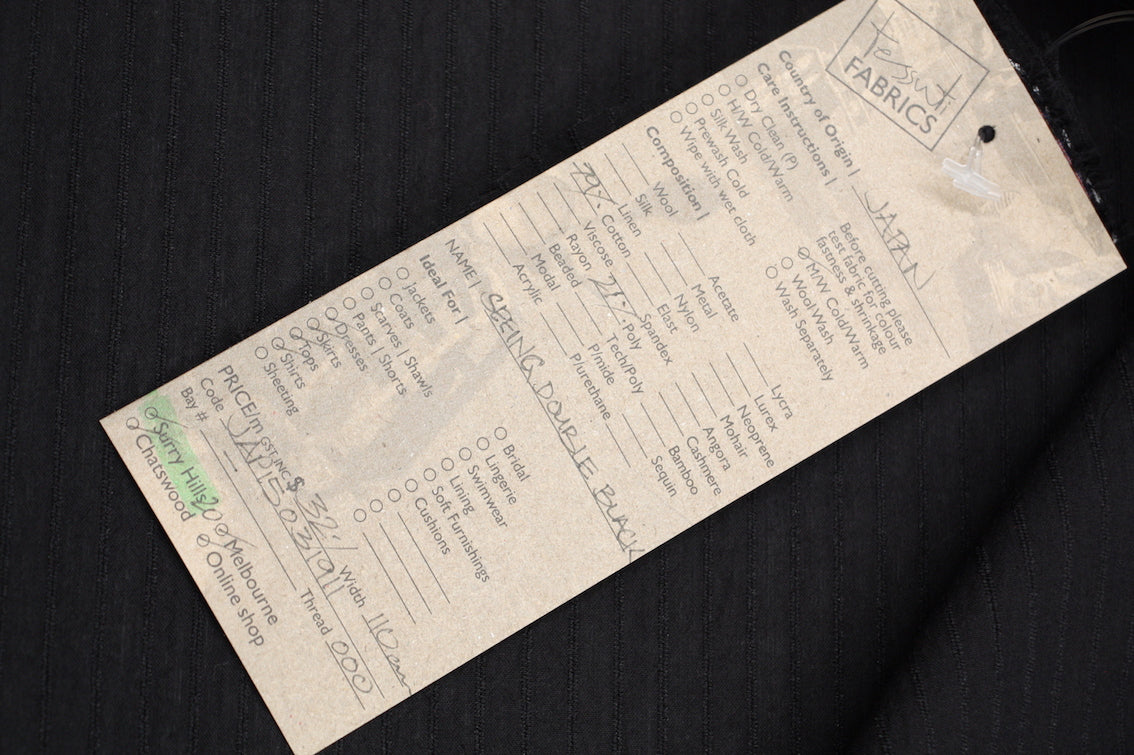 tessuti
FABRICS
Country of Origin | JAPAN
Care Instructions |
Before cutting please
test fabric for colour
fastness & shrinkage
Dry Clean (P)
H/W Cold/Warm
Silk Wash
Prewash Cold
Wipe with wet cloth
M/W Cold/Warm
Wool Wash
Wash Separately
Composition |
Wool
Silk
Linen
79% Cotton
Viscose
Rayon
Beaded
Modal
Acrylic
Acetate
Metal
Nylon
Elast
Spandex
21% Poly
Tech/Poly
P/mide
P/urethane
Lycra
Lurex
Neoprene
Mohair
Angora
Cashmere
Bamboo
Sequin
NAME | SEEING DOUBLE BLACK
Ideal For |
Jackets
Coats
Scarves | Shawls
Pants | Shorts
Dresses
Skirts
Tops
Shirts
Sheeting
Bridal
Lingerie
Swimwear
Lining
Soft Furnishings
Cushions
PRICE/m GST INC $ 32./ Width 110cm
Code JAP15031911 Thread 000
Bay #
Surry Hills 20 Melbourne
Chatswood Online shop